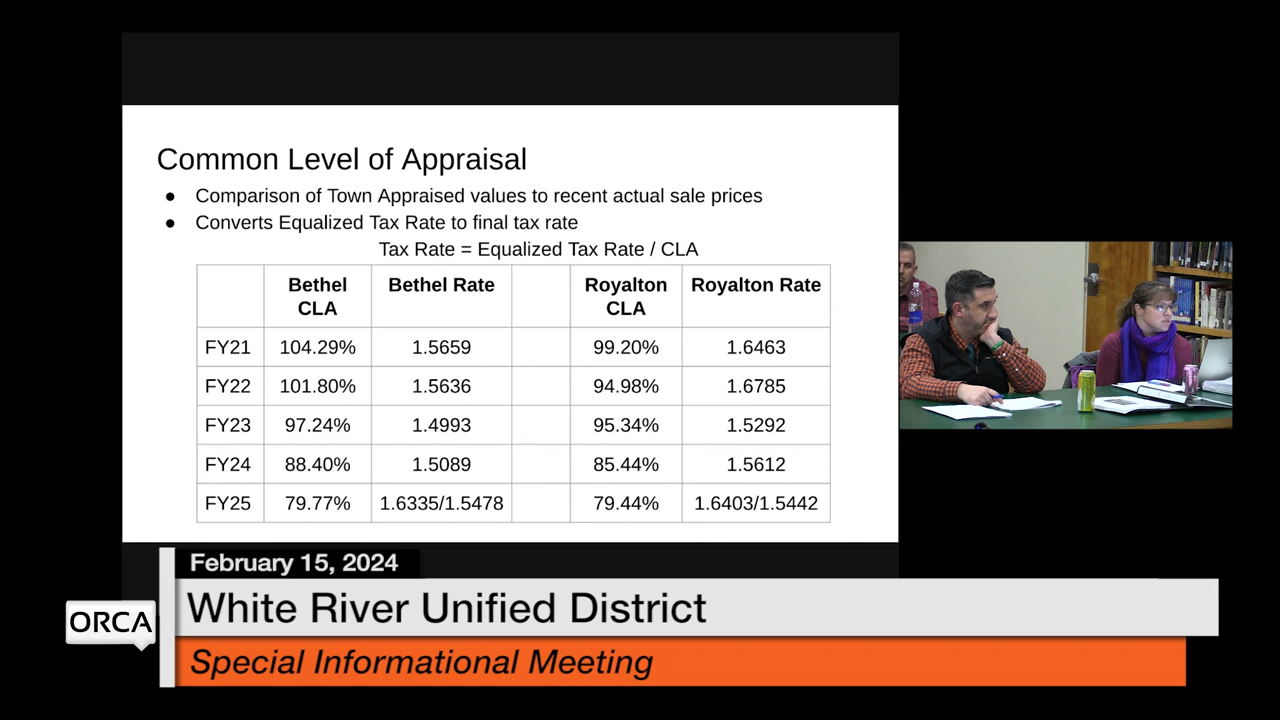 Common Level of Appraisal
● Comparison of Town Appraised values to recent actual sale prices
● Converts Equalized Tax Rate to final tax rate
Tax Rate = Equalized Tax Rate / CLA
Bethel CLA Bethel Rate Royalton CLA Royalton Rate
FY21 104.29% 1.5659 99.20% 1.6463
FY22 101.80% 1.5636 94.98% 1.6785
FY23 97.24% 1.4993 95.34% 1.5292
FY24 88.40% 1.5089 85.44% 1.5612
FY25 79.77% 1.6335/1.5478 79.44% 1.6403/1.5442
February 15, 2024
White River Unified District
ORCA
Special Informational Meeting